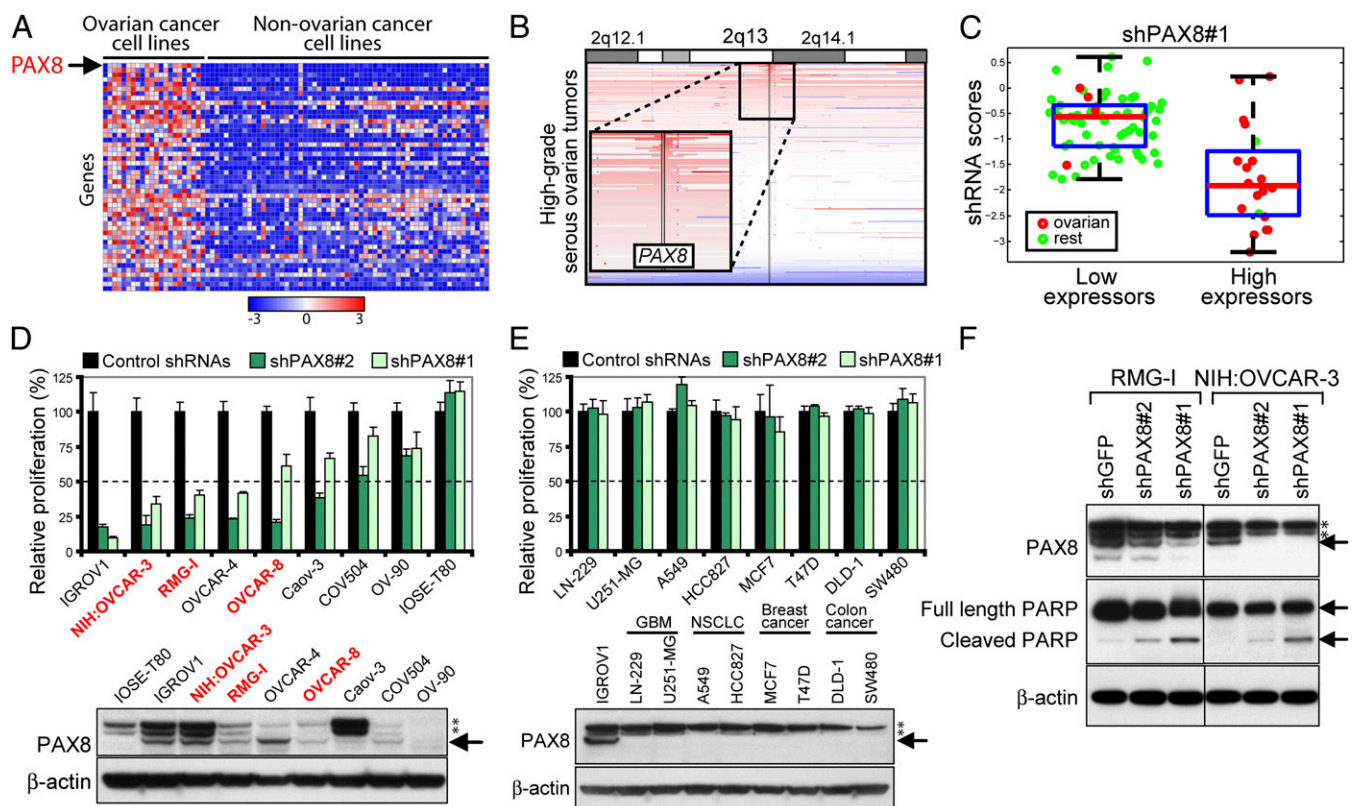 A
Ovarian cancer
cell lines
Non-ovarian cancer
cell lines
PAX8
Genes
-3
3
B
2q12.1
2q13
2q14.1
High-grade
serous ovarian tumors
PAX8
C
shPAX8#1
shRNA scores
0.5
0
−0.5
−1
−1.5
−2
−2.5
−3
ovarian
rest
Low
expressors
High
expressors
D
Control shRNAs
shPAX8#2
shPAX8#1
Relative proliferation (%)
125
100
75
50
25
0
IGROV1
NIH:OVCAR-3
RMG-I
OVCAR-4
OVCAR-8
Caov-3
COV504
OV-90
IOSE-T80
IOSE-T80
IGROV1
NIH:OVCAR-3
RMG-I
OVCAR-4
OVCAR-8
Caov-3
COV504
OV-90
PAX8
**
β-actin
E
Control shRNAs
shPAX8#2
shPAX8#1
Relative proliferation (%)
125
100
75
50
25
0
LN-229
U251-MG
A549
HCC827
MCF7
T47D
DLD-1
SW480
GBM
NSCLC
Breast
cancer
Colon
cancer
IGROV1
LN-229
U251-MG
A549
HCC827
MCF7
T47D
DLD-1
SW480
PAX8
**
β-actin
F
RMG-I
NIH:OVCAR-3
shGFP
shPAX8#2
shPAX8#1
shGFP
shPAX8#2
shPAX8#1
PAX8
**
Full length PARP
Cleaved PARP
β-actin